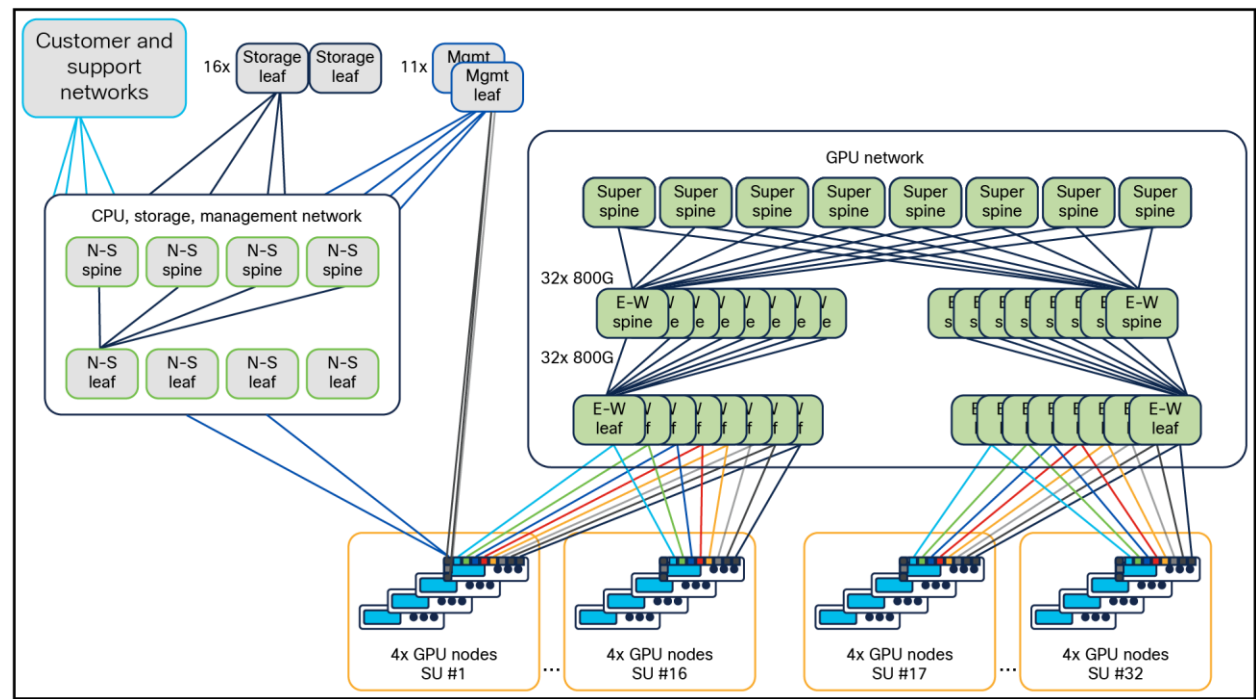 Customer and
support
networks
16x
Storage
leaf
Storage
leaf
11x
Mgmt
Mgmt
leaf
GPU network
Super
spine
Super
spine
Super
spine
Super
spine
Super
spine
Super
spine
Super
spine
Super
spine
CPU, storage, management network
N-S
spine
N-S
spine
N-S
spine
N-S
spine
32x 800G
E-W
spine
E-W
spine
32x 800G
N-S
leaf
N-S
leaf
N-S
leaf
N-S
leaf
E-W
leaf
E-W
leaf
4x GPU nodes
SU #1
...
4x GPU nodes
SU #16
4x GPU nodes
SU #17
...
4x GPU nodes
SU #32